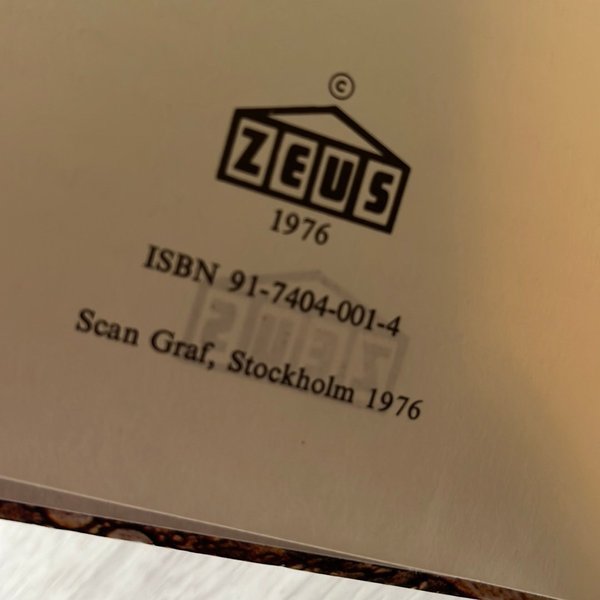 ©
ZEUS
1976
ISBN 91-7404-001-4
Scan Graf, Stockholm 1976